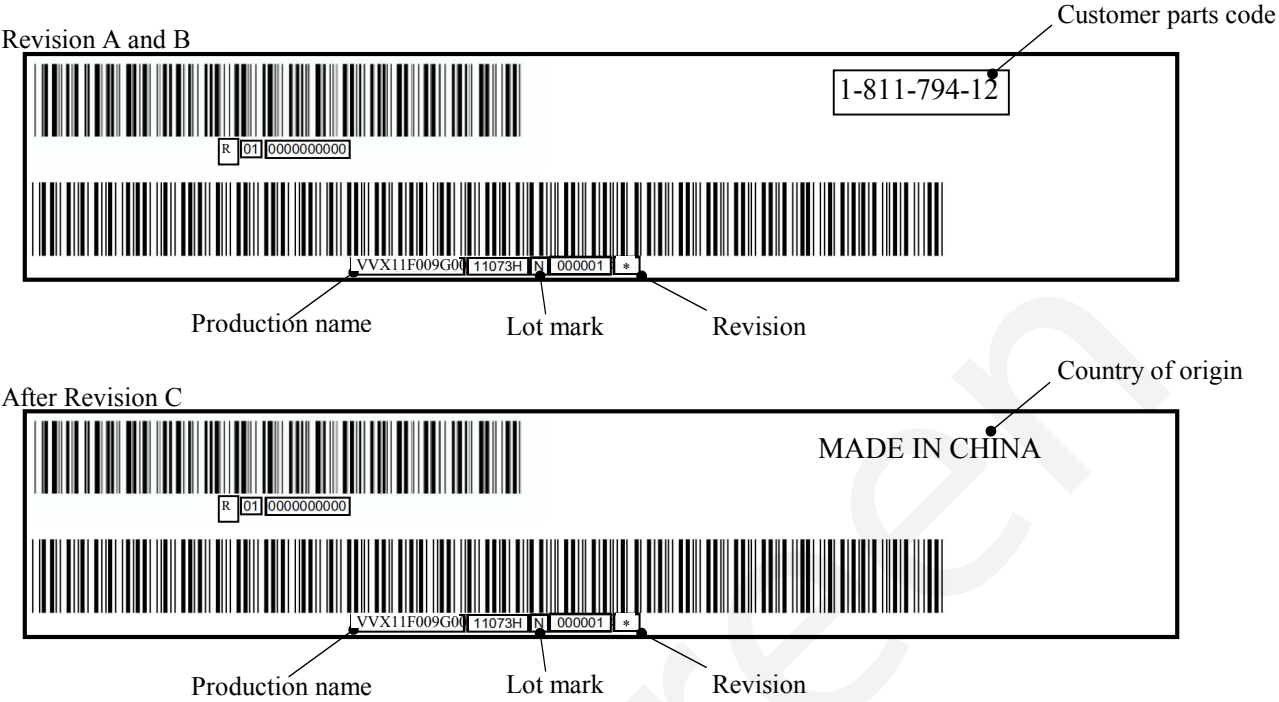 Customer parts code
Revision A and B
1-811-794-12
R 01 0000000000
VVX11F009G00 11073H N 000001 *
Production name Lot mark Revision
Country of origin
After Revision C
MADE IN CHINA
R 01 0000000000
VVX11F009G00 11073H N 000001 *
Production name Lot mark Revision